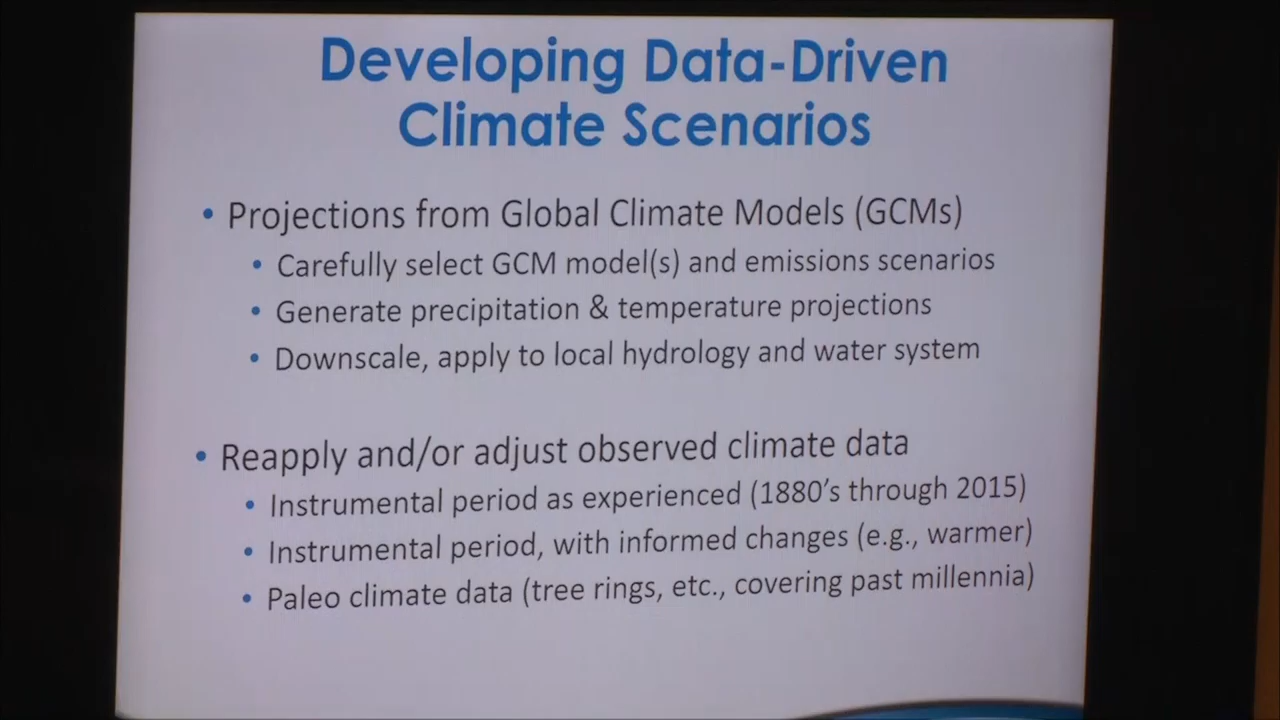 Developing Data-Driven
Climate Scenarios
• Projections from Global Climate Models (GCMs)
• Carefully select GCM model(s) and emissions scenarios
• Generate precipitation & temperature projections
• Downscale, apply to local hydrology and water system
• Reapply and/or adjust observed climate data
• Instrumental period as experienced (1880's through 2015)
• Instrumental period, with informed changes (e.g., warmer)
• Paleo climate data (tree rings, etc., covering past millennia)